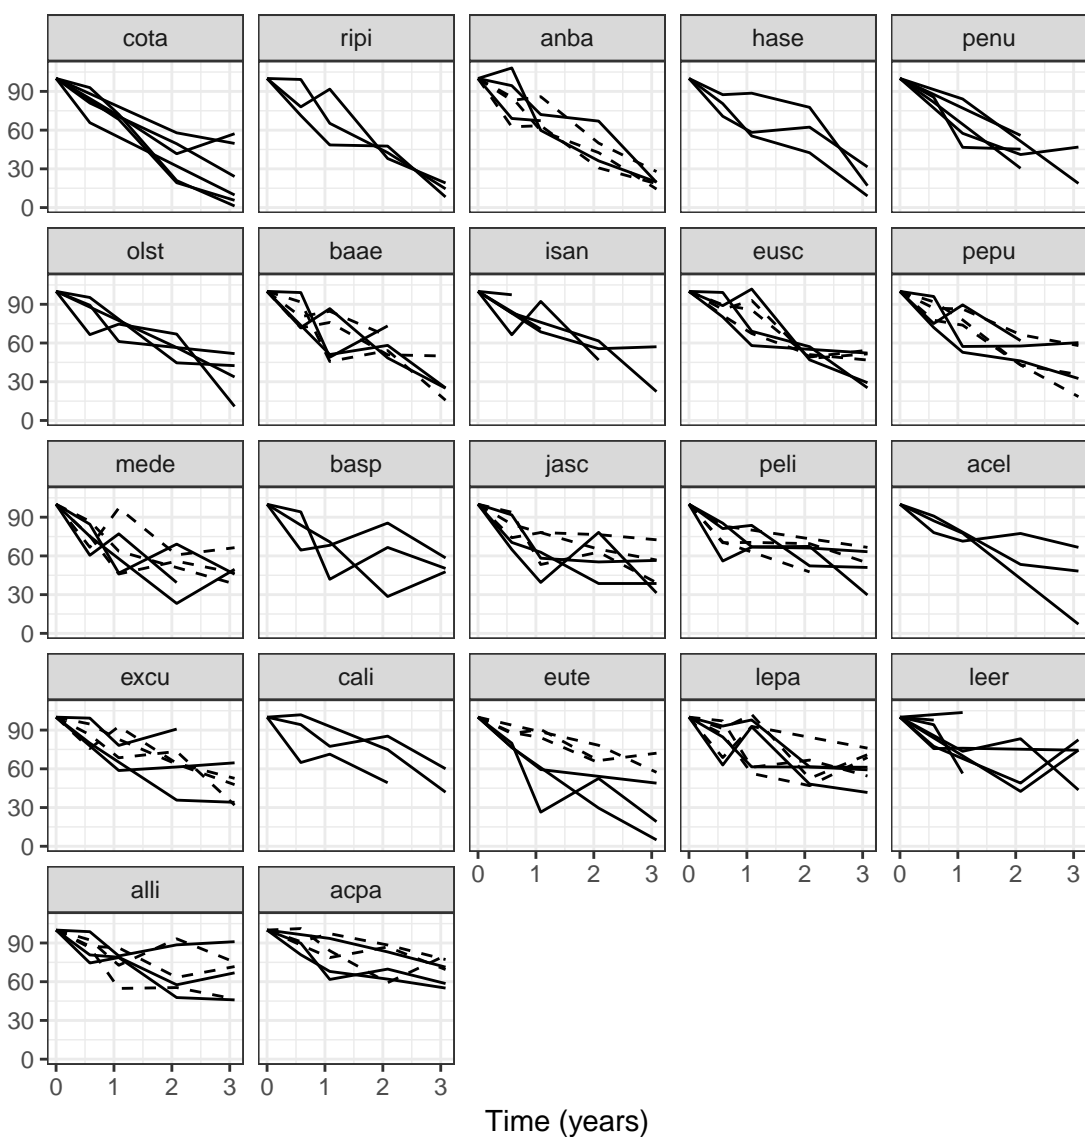 cota ripi anba hase penu
90
60
30
0
olst baae isan eusc pepu
90
60
30
0
mede basp jasc peli acel
90
60
30
0
excu cali eute lepa leer
90
60
30
0
0 1 2 3 0 1 2 3 0 1 2 3
alli acpa
90
60
30
0
0 1 2 3 0 1 2 3
Time (years)